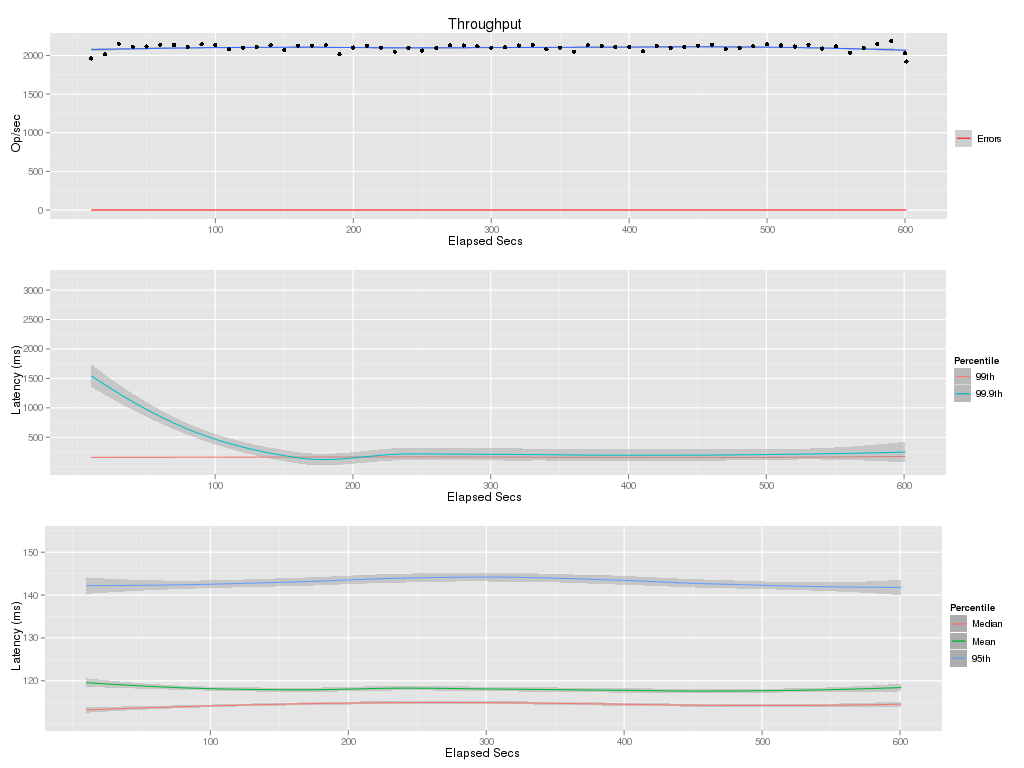 Throughput
2000
1500
1000
500
0
Op/sec
Errors
100 200 300 400 500 600
Elapsed Secs
3000
2500
2000
1500
1000
500
Latency (ms)
Percentile
99th
99.9th
100 200 300 400 500 600
Elapsed Secs
150
140
130
120
Latency (ms)
Percentile
Median
Mean
95th
100 200 300 400 500 600
Elapsed Secs